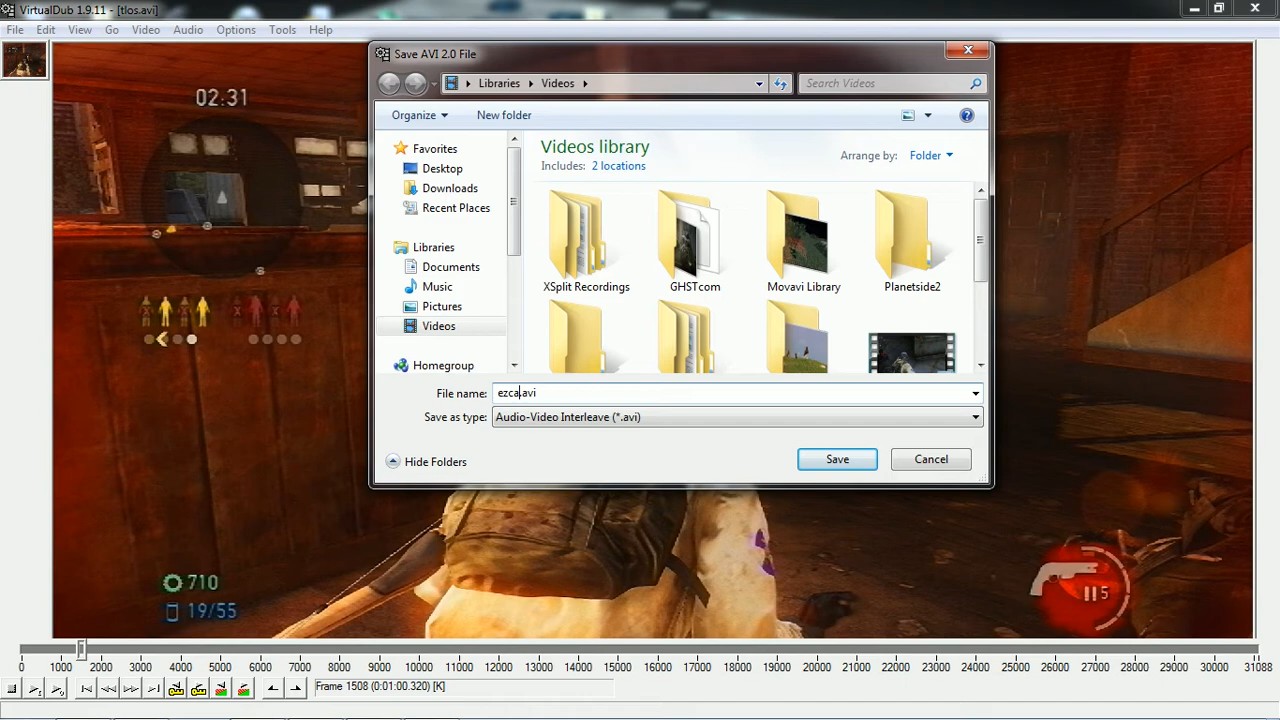 VirtualDub 1.9.11 - [tlos.avi]
File Edit View Go Video Audio Options Tools Help
Save AVI 2.0 File
Libraries Videos
Search Videos
Organize New folder
Favorites
Desktop
Downloads
Recent Places
Libraries
Documents
Music
Pictures
Videos
Homegroup
Videos library
Includes: 2 locations
Arrange by: Folder
XSplit Recordings GHSTcom Movavi Library Planetside2
File name: ezca.avi
Save as type: Audio-Video Interleave (*.avi)
Hide Folders
Save Cancel
02:31
710
19/55
5
0 1000 2000 3000 4000 5000 6000 7000 8000 9000 10000 11000 12000 13000 14000 15000 16000 17000 18000 19000 20000 21000 22000 23000 24000 25000 26000 27000 28000 29000 30000 31088
Frame 1508 (0:01:00.320) [K]